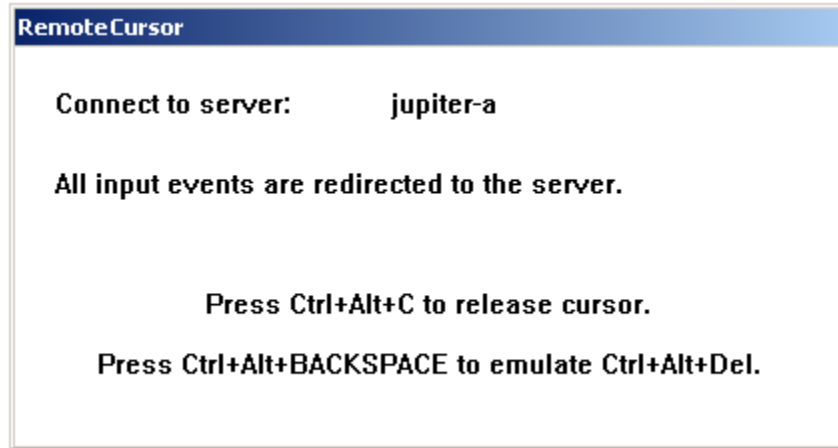 RemoteCursor
Connect to server: jupiter-a
All input events are redirected to the server.
Press Ctrl+Alt+C to release cursor.
Press Ctrl+Alt+BACKSPACE to emulate Ctrl+Alt+Del.